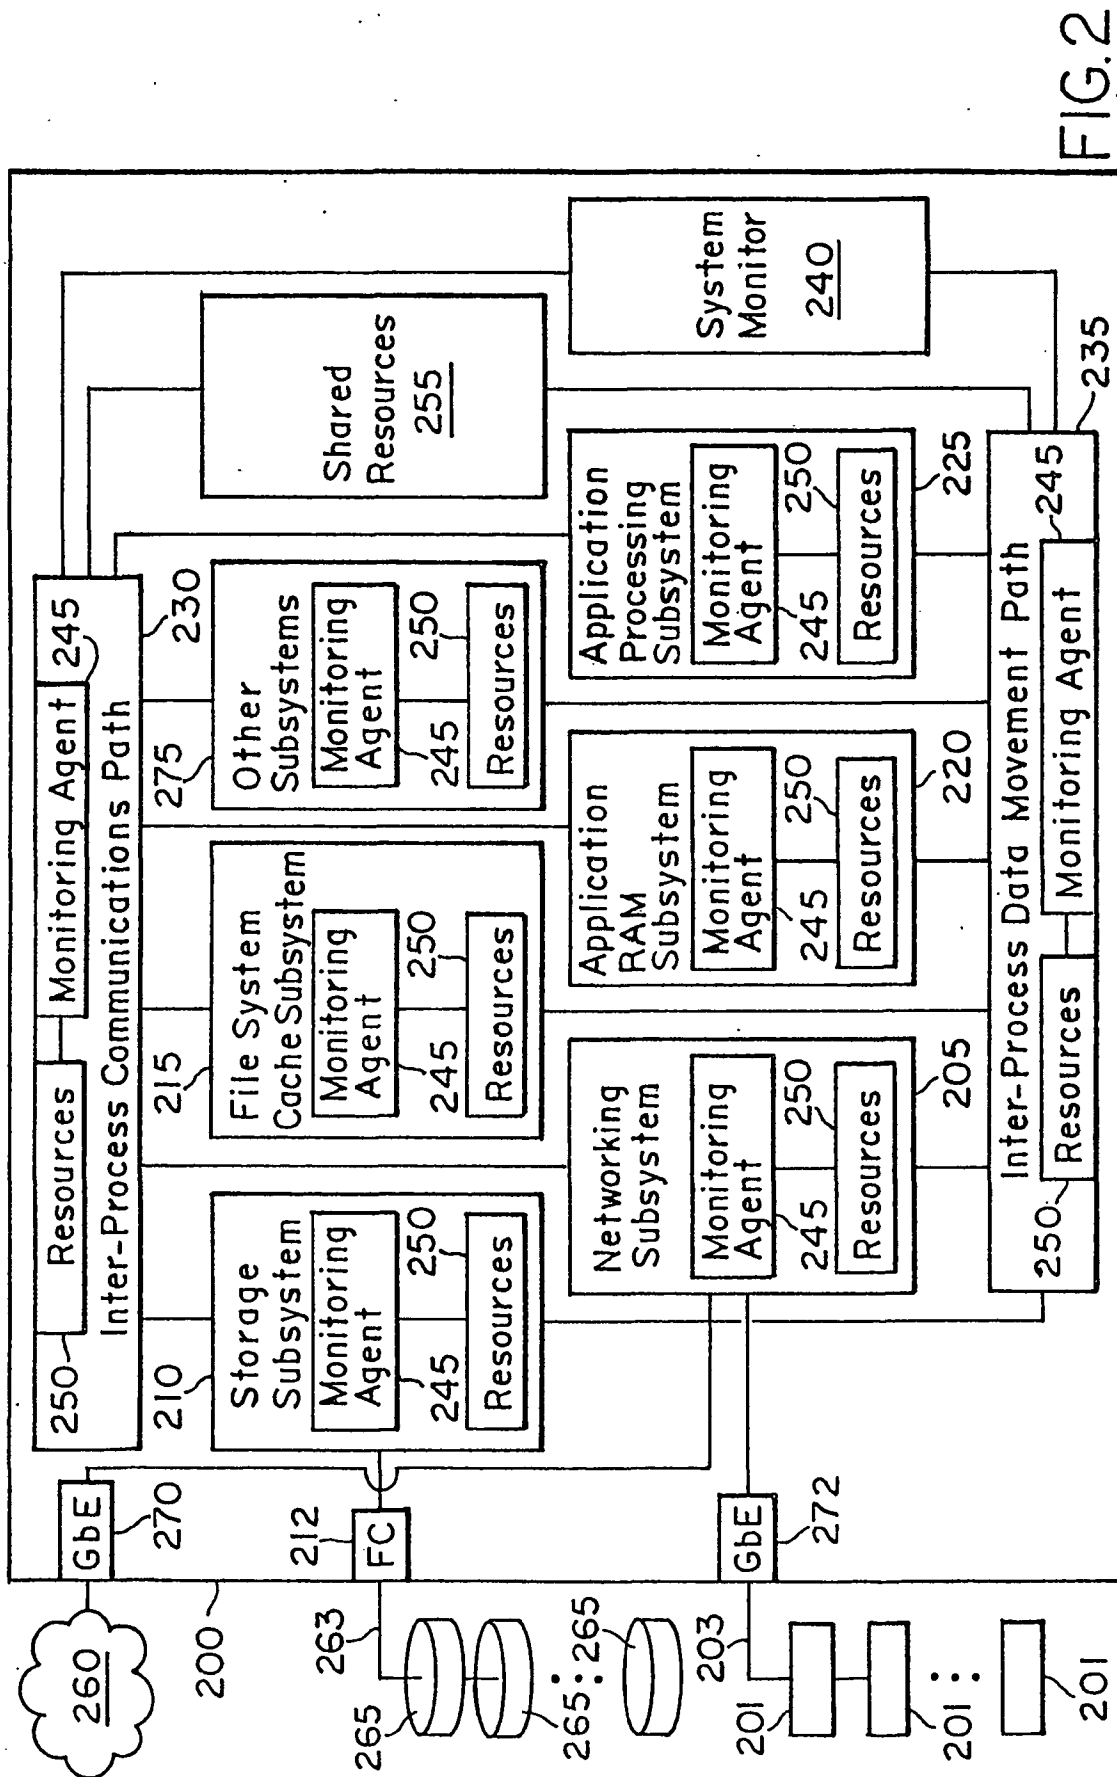 250
Resources
Monitoring Agent
245
Inter-Process Communications Path
230
260
GbE
270
200
210
Storage
Subsystem
Monitoring
Agent
245
250
Resources
215
File System
Cache Subsystem
Monitoring
Agent
245
250
Resources
275
Other
Subsystems
Monitoring
Agent
245
250
Resources
Shared
Resources
255
212
FC
263
265
265
265
Networking
Subsystem
Monitoring
Agent
245
250
Resources
205
Application
RAM
Subsystem
Monitoring
Agent
245
250
Resources
220
Application
Processing
Subsystem
Monitoring
Agent
245
250
Resources
225
System
Monitor
240
GbE
272
203
201
201
201
Inter-Process Data Movement Path
235
250
Resources
Monitoring Agent
245
FIG.2